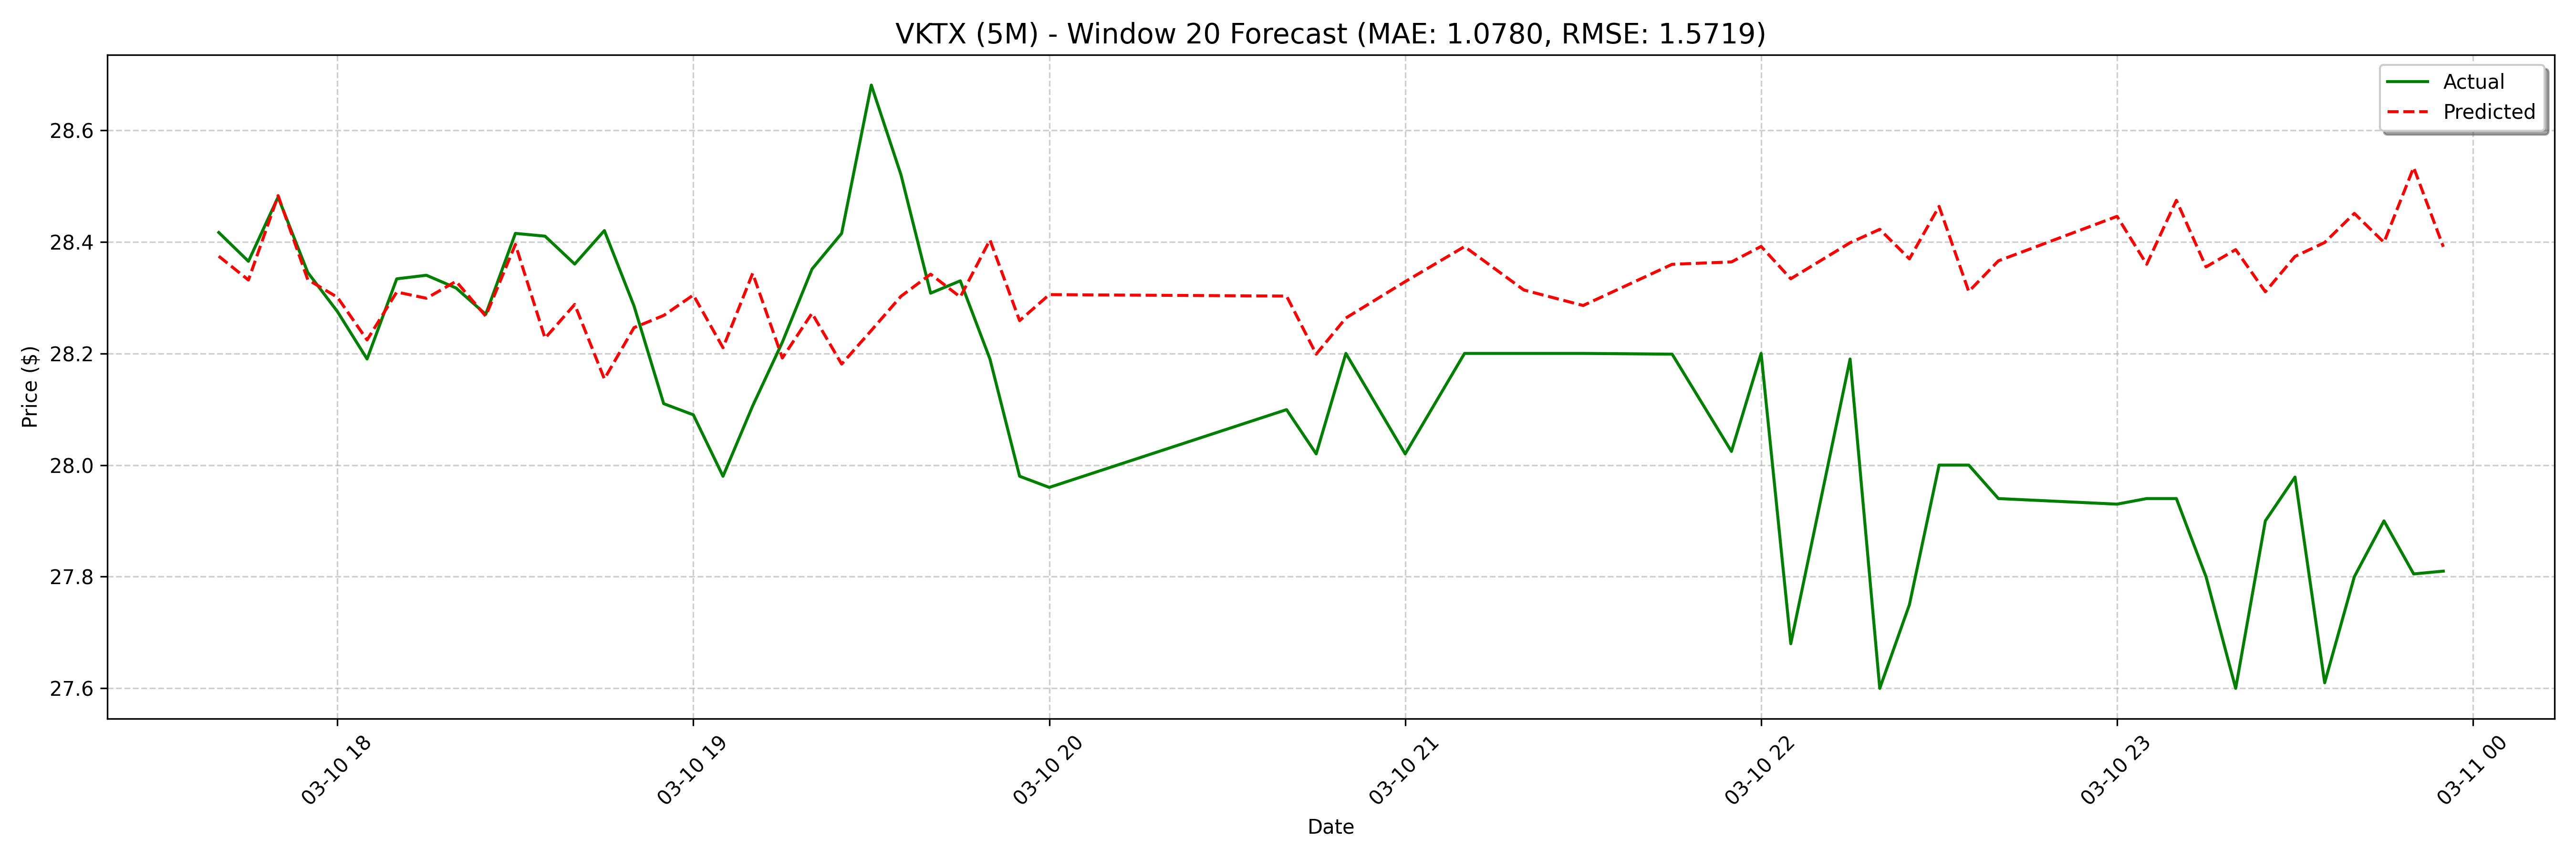 VKTX (5M) - Window 20 Forecast (MAE: 1.0780, RMSE: 1.5719)
Actual
Predicted
Price ($)
28.6
28.4
28.2
28.0
27.8
27.6
03-10 18
03-10 19
03-10 20
03-10 21
03-10 22
03-10 23
03-11 00
Date